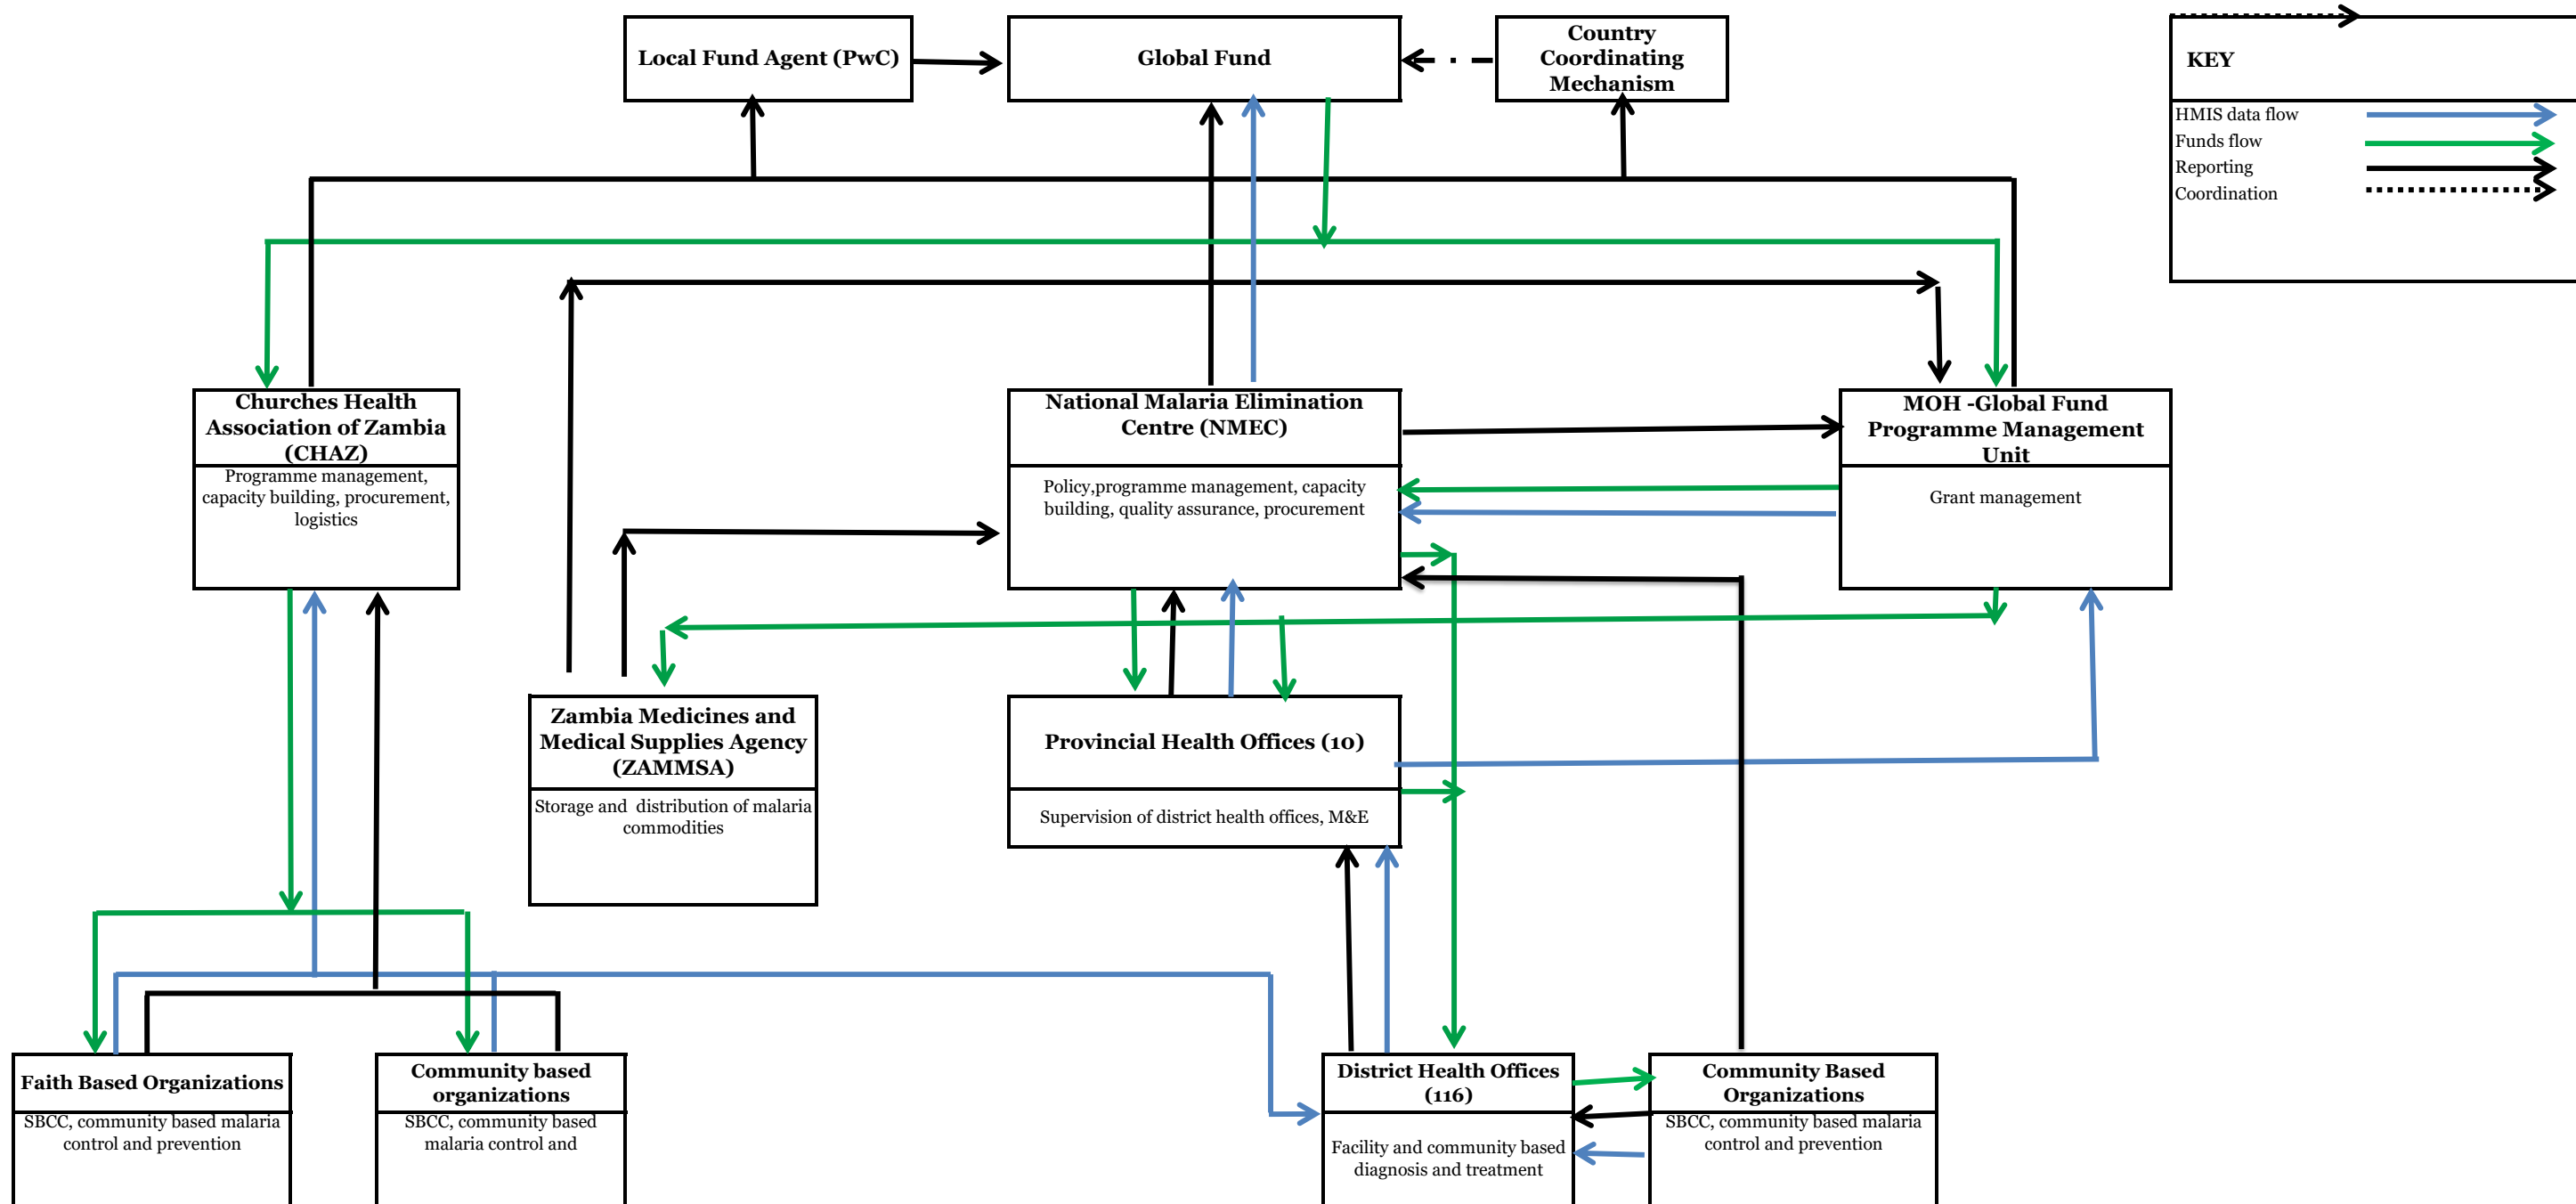 Local Fund Agent (PwC)
Global Fund
Country
Coordinating
Mechanism
KEY
HMIS data flow
Funds flow
Reporting
Coordination
Churches Health
Association of Zambia
(CHAZ)
Programme management,
capacity building, procurement,
logistics
National Malaria Elimination
Centre (NMEC)
Policy,programme management, capacity
building, quality assurance, procurement
MOH -Global Fund
Programme Management
Unit
Grant management
Zambia Medicines and
Medical Supplies Agency
(ZAMMSA)
Storage and  distribution of malaria
commodities
Provincial Health Offices (10)
Supervision of district health offices, M&E
Faith Based Organizations
SBCC, community based malaria
control and prevention
Community based
organizations
SBCC, community based
malaria control and
District Health Offices
(116)
Facility and community based
diagnosis and treatment
Community Based
Organizations
SBCC, community based malaria
control and prevention